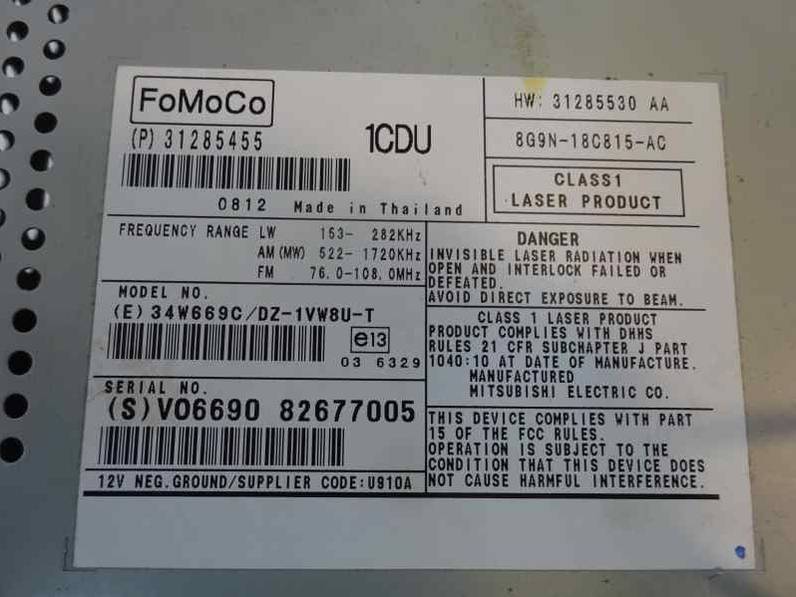 FoMoCo
(P) 31285455
1CDU
0812 Made in Thailand
HW: 31285530 AA
8G9N-18C815-AC
CLASS1
LASER PRODUCT
FREQUENCY RANGE LW 153- 282KHz
AM (MW) 522- 1720KHz
FM 76.0-108.0MHz
MODEL NO.
(E) 34W669C/DZ-1VW8U-T
e13
03 6329
SERIAL NO.
(S) V06690 82677005
12V NEG.GROUND/SUPPLIER CODE:U910A
DANGER
INVISIBLE LASER RADIATION WHEN
OPEN AND INTERLOCK FAILED OR
DEFEATED.
AVOID DIRECT EXPOSURE TO BEAM.
CLASS 1 LASER PRODUCT
PRODUCT COMPLIES WITH DHHS
RULES 21 CFR SUBCHAPTER J PART
1040:10 AT DATE OF MANUFACTURE.
MANUFACTURED
MITSUBISHI ELECTRIC CO.
THIS DEVICE COMPLIES WITH PART
15 OF THE FCC RULES.
OPERATION IS SUBJECT TO THE
CONDITION THAT THIS DEVICE DOES
NOT CAUSE HARMFUL INTERFERENCE.